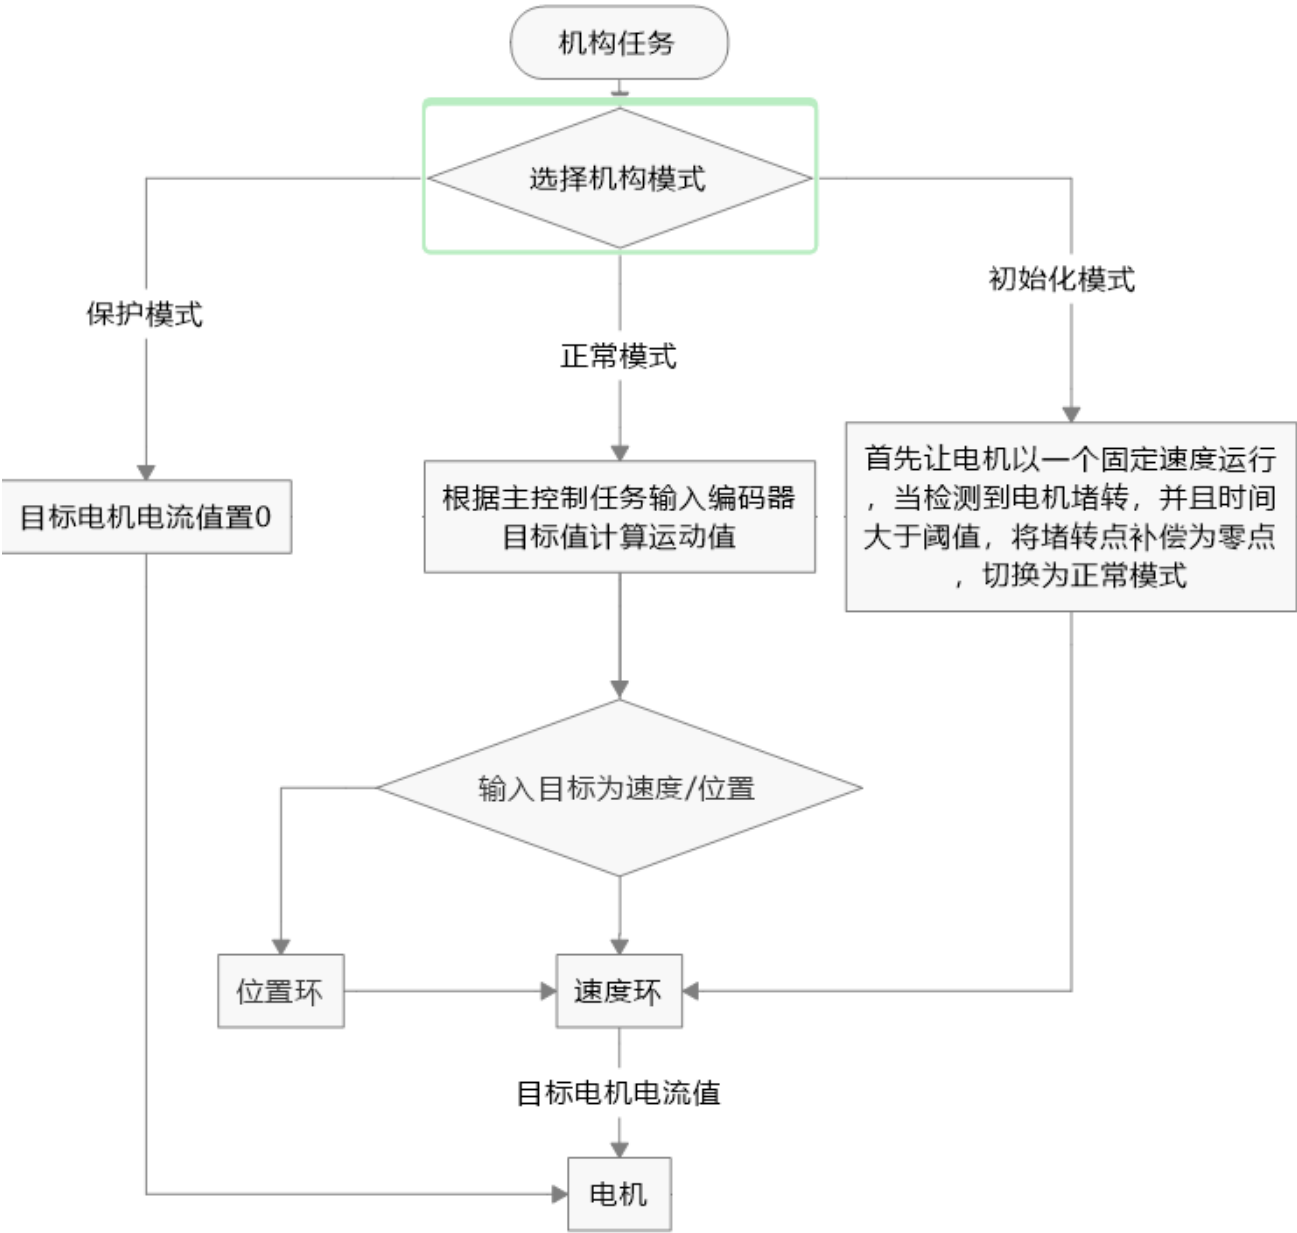 机构任务
选择机构模式
初始化模式
保护模式
正常模式
首先让电机以一个固定速度运行
，当检测到电机堵转，并且时间
大于阈值，将堵转点补偿为零点
，切换为正常模式
根据主控制任务输入编码器
目标值计算运动值
目标电机电流值置0
输入目标为速度/位置
位置环
速度环
目标电机电流值
电机